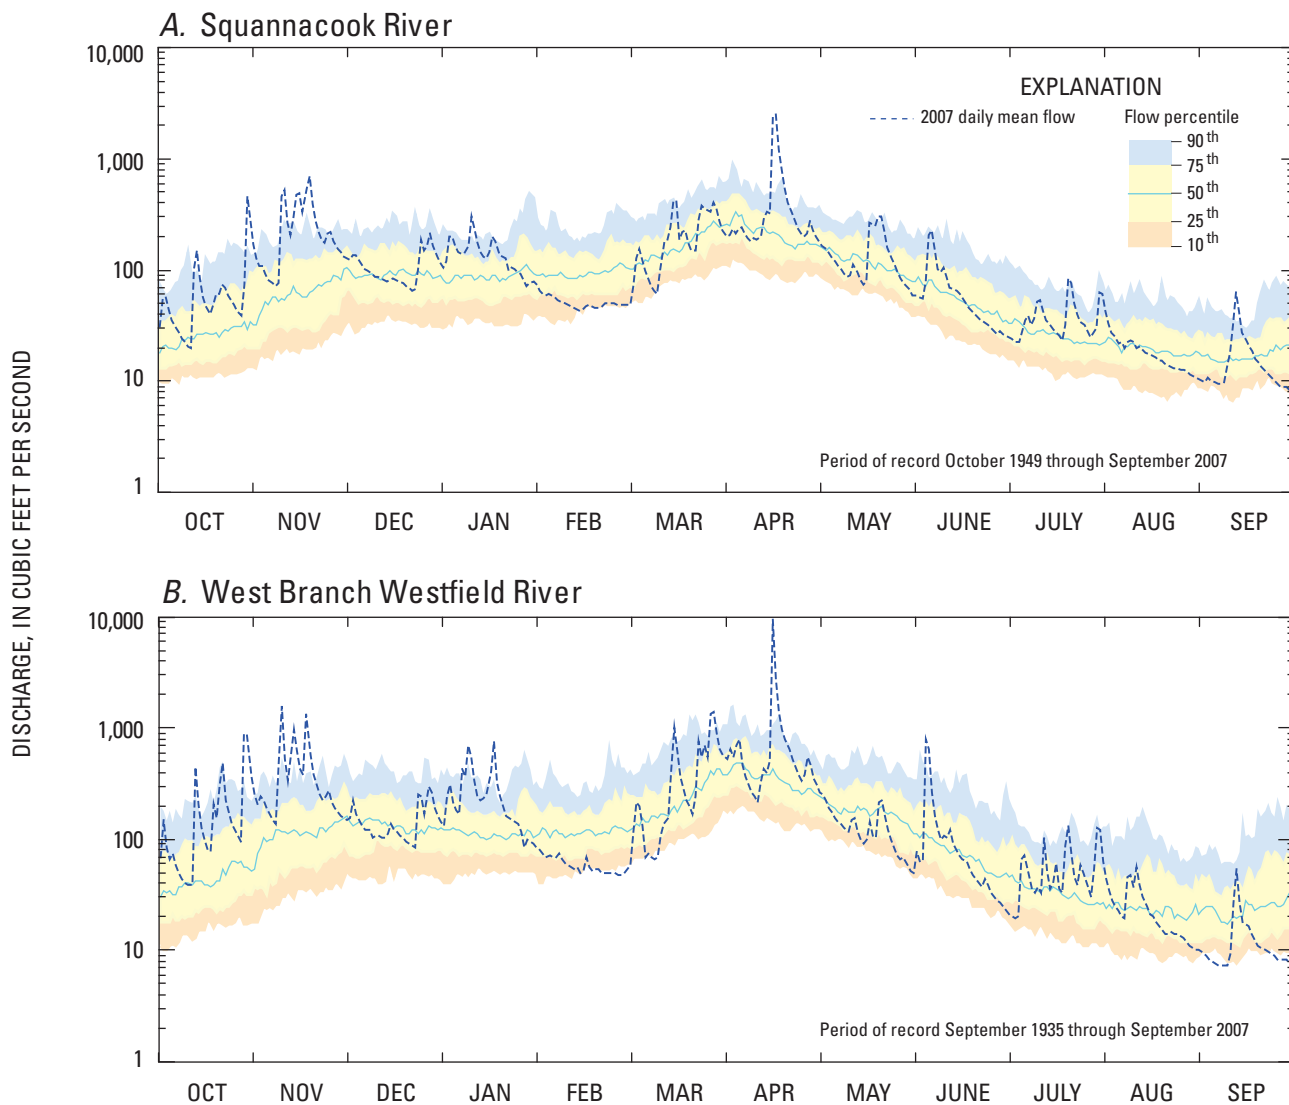 A. Squannacook River
10,000
1,000
100
10
1
EXPLANATION
2007 daily mean flow
Flow percentile
90th
75th
50th
25th
10th
Period of record October 1949 through September 2007
OCT NOV DEC JAN FEB MAR APR MAY JUNE JULY AUG SEP
DISCHARGE, IN CUBIC FEET PER SECOND
B. West Branch Westfield River
10,000
1,000
100
10
1
Period of record September 1935 through September 2007
OCT NOV DEC JAN FEB MAR APR MAY JUNE JULY AUG SEP